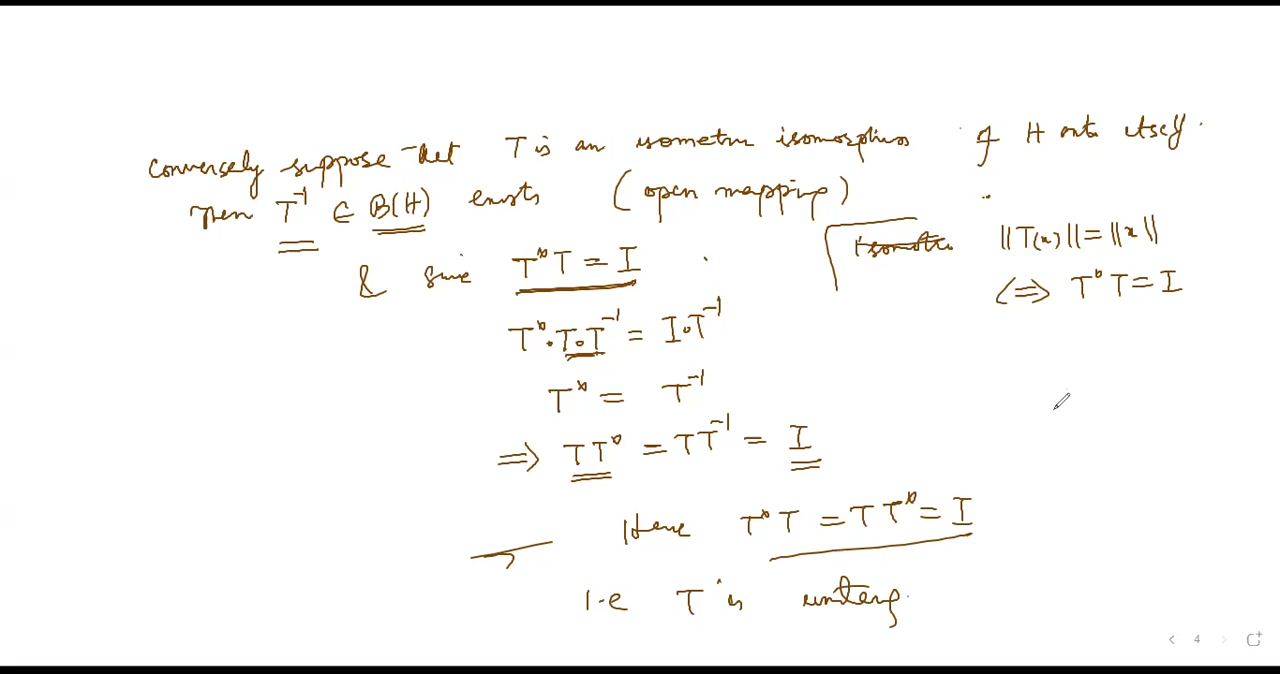 Conversely suppose that T is an isometric isomorphism of H onto itself.
Then T⁻¹ ∈ B(H) exists (open mapping)
& since T*T = I
Isometric ||T(x)|| = ||x||
⟺ T*T = I
T*·T·T⁻¹ = I·T⁻¹
T* = T⁻¹
⟹ TT* = TT⁻¹ = I
Hence T*T = TT* = I
i.e T is unitary.
4